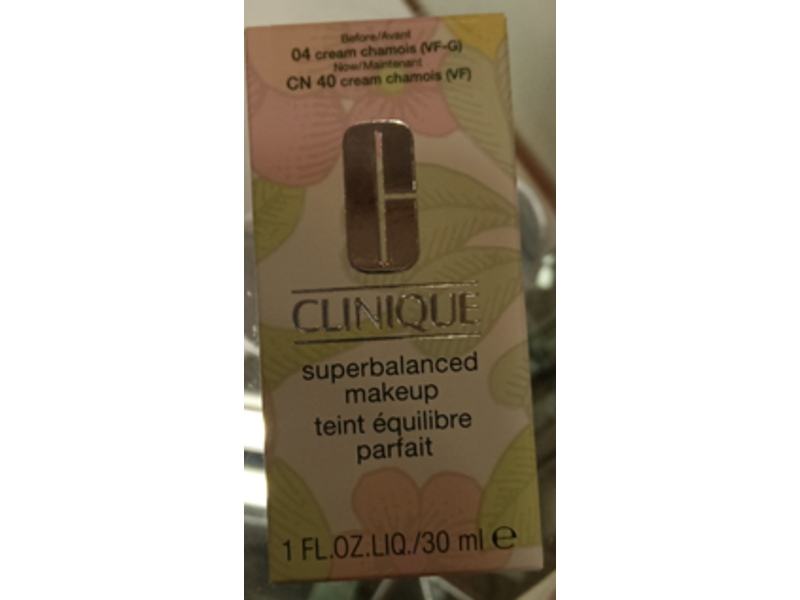 Before/Avant
04 cream chamois (VF-G)
Now/Maintenant
CN 40 cream chamois (VF)
CLINIQUE
superbalanced
makeup
teint équilibre
parfait
1 FL.OZ.LIQ./30 ml e